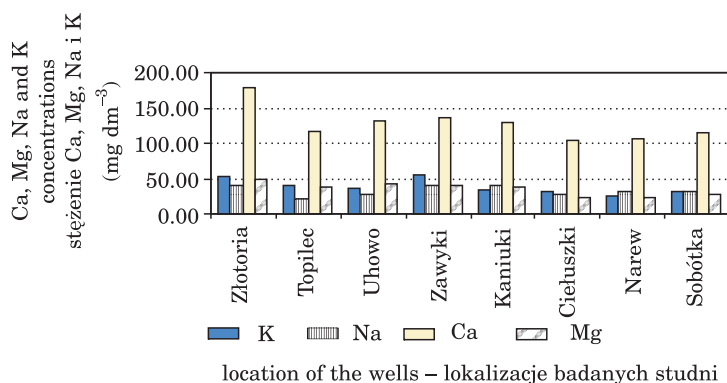 Ca, Mg, Na and K
concentrations
stężenie Ca, Mg, Na i K
(mg dm⁻³)
200.00
150.00
100.00
50.00
0.00
Złotoria
Topilec
Uhowo
Zawyki
Kaniuki
Ciełuszki
Narew
Sobótka
K Na Ca Mg
location of the wells – lokalizacje badanych studni